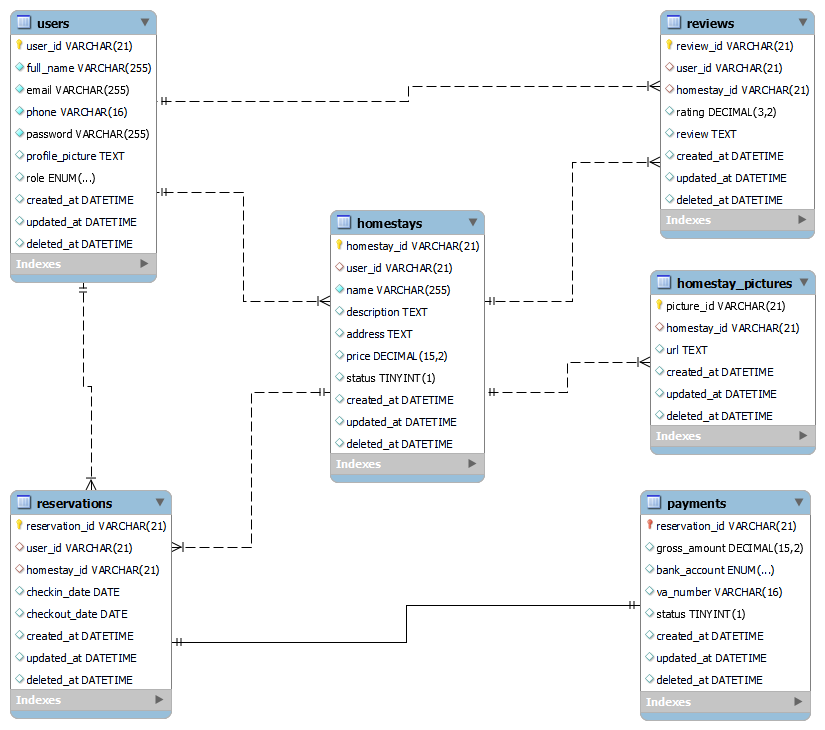 users
user_id VARCHAR(21)
full_name VARCHAR(255)
email VARCHAR(255)
phone VARCHAR(16)
password VARCHAR(255)
profile_picture TEXT
role ENUM(...)
created_at DATETIME
updated_at DATETIME
deleted_at DATETIME
Indexes
reviews
review_id VARCHAR(21)
user_id VARCHAR(21)
homestay_id VARCHAR(21)
rating DECIMAL(3,2)
review TEXT
created_at DATETIME
updated_at DATETIME
deleted_at DATETIME
Indexes
homestays
homestay_id VARCHAR(21)
user_id VARCHAR(21)
name VARCHAR(255)
description TEXT
address TEXT
price DECIMAL(15,2)
status TINYINT(1)
created_at DATETIME
updated_at DATETIME
deleted_at DATETIME
Indexes
homestay_pictures
picture_id VARCHAR(21)
homestay_id VARCHAR(21)
url TEXT
created_at DATETIME
updated_at DATETIME
deleted_at DATETIME
Indexes
reservations
reservation_id VARCHAR(21)
user_id VARCHAR(21)
homestay_id VARCHAR(21)
checkin_date DATE
checkout_date DATE
created_at DATETIME
updated_at DATETIME
deleted_at DATETIME
Indexes
payments
reservation_id VARCHAR(21)
gross_amount DECIMAL(15,2)
bank_account ENUM(...)
va_number VARCHAR(16)
status TINYINT(1)
created_at DATETIME
updated_at DATETIME
deleted_at DATETIME
Indexes